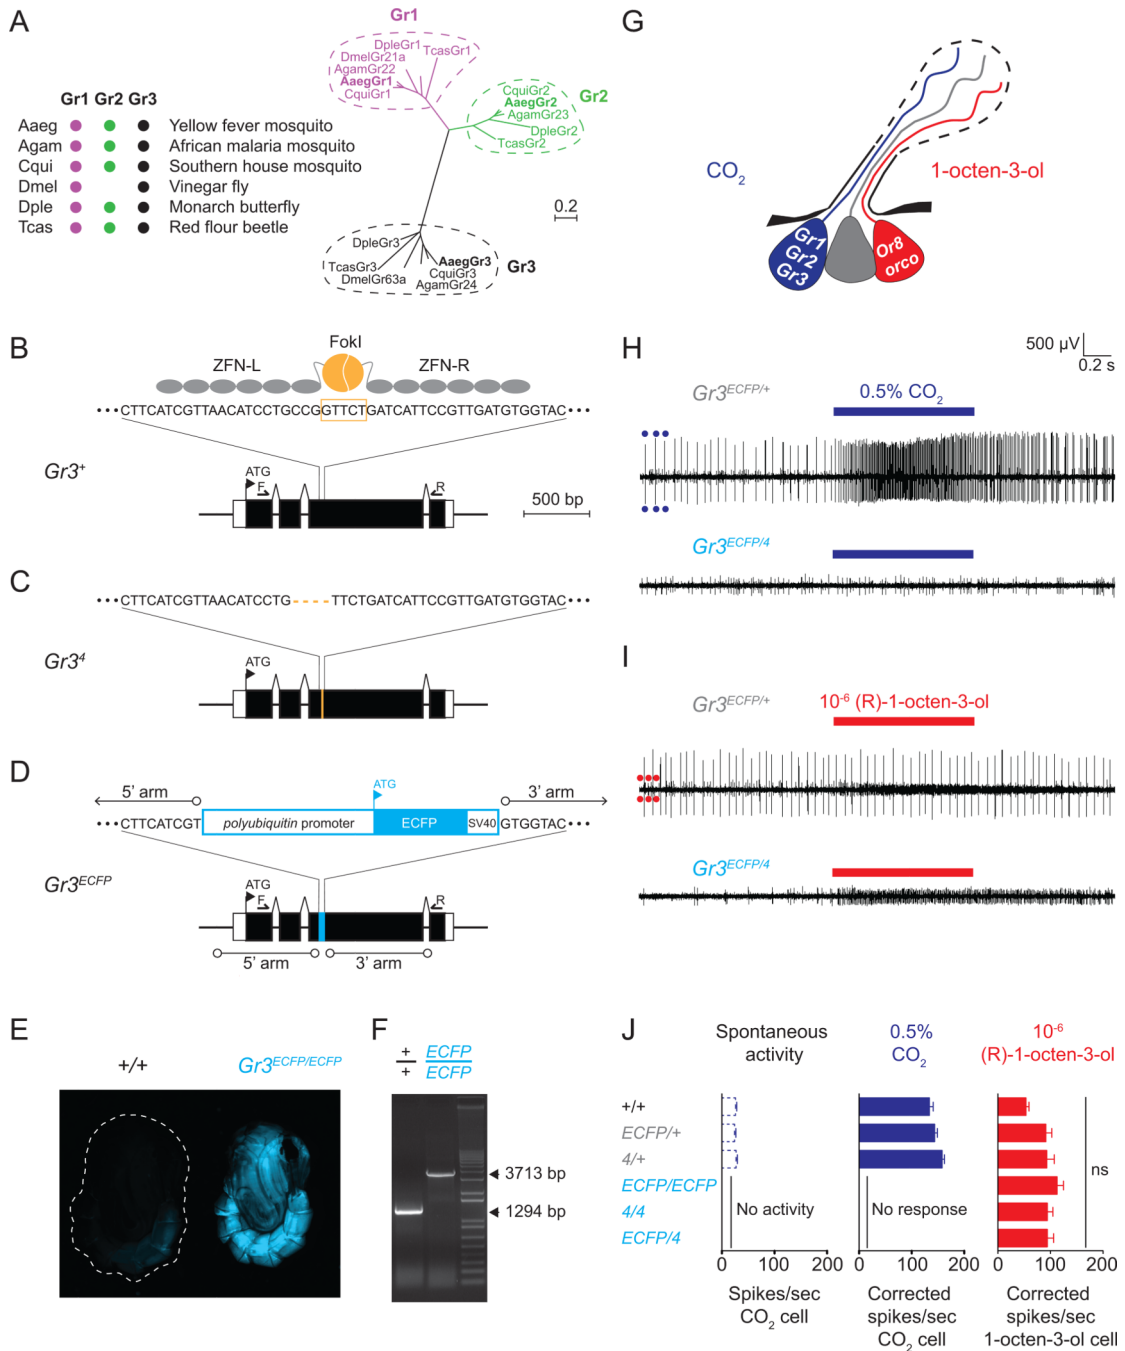 A
Gr1 Gr2 Gr3
Aaeg Yellow fever mosquito
Agam African malaria mosquito
Cqui Southern house mosquito
Dmel Vinegar fly
Dple Monarch butterfly
Tcas Red flour beetle
Gr1
DpleGr1
TcasGr1
DmelGr21a
AgamGr22
AaegGr1
CquiGr1
Gr2
CquiGr2
AaegGr2
AgamGr23
DpleGr2
TcasGr2
0.2
DpleGr3
AaegGr3
Gr3
TcasGr3
CquiGr3
DmelGr63a
AgamGr24
B
FokI
ZFN-L ZFN-R
•••CTTCATCGTTAACATCCTGCCGGTTCTGATCATTCCGTTGATGTGGTAC•••
Gr3+
ATG
F R
500 bp
C
•••CTTCATCGTTAACATCCTG----TTCTGATCATTCCGTTGATGTGGTAC•••
Gr34
ATG
D
5’ arm ATG 3’ arm
•••CTTCATCGT polyubiquitin promoter ECFP SV40 GTGGTAC•••
Gr3ECFP
ATG
F R
5’ arm 3’ arm
E
+/+ Gr3ECFP/ECFP
F
+ ECFP
+ ECFP
3713 bp
1294 bp
G
CO2 1-octen-3-ol
Gr1
Gr2
Gr3
Or8
orco
H
500 µV
0.2 s
Gr3ECFP/+ 0.5% CO2
Gr3ECFP/4
I
Gr3ECFP/+ 10-6 (R)-1-octen-3-ol
Gr3ECFP/4
J
Spontaneous
activity
0.5%
CO2
10-6
(R)-1-octen-3-ol
+/+
ECFP/+
4/+
ECFP/ECFP
4/4
ECFP/4
No activity
No response
ns
0 100 200
0 100 200
0 100 200
Spikes/sec
CO2 cell
Corrected
spikes/sec
CO2 cell
Corrected
spikes/sec
1-octen-3-ol cell